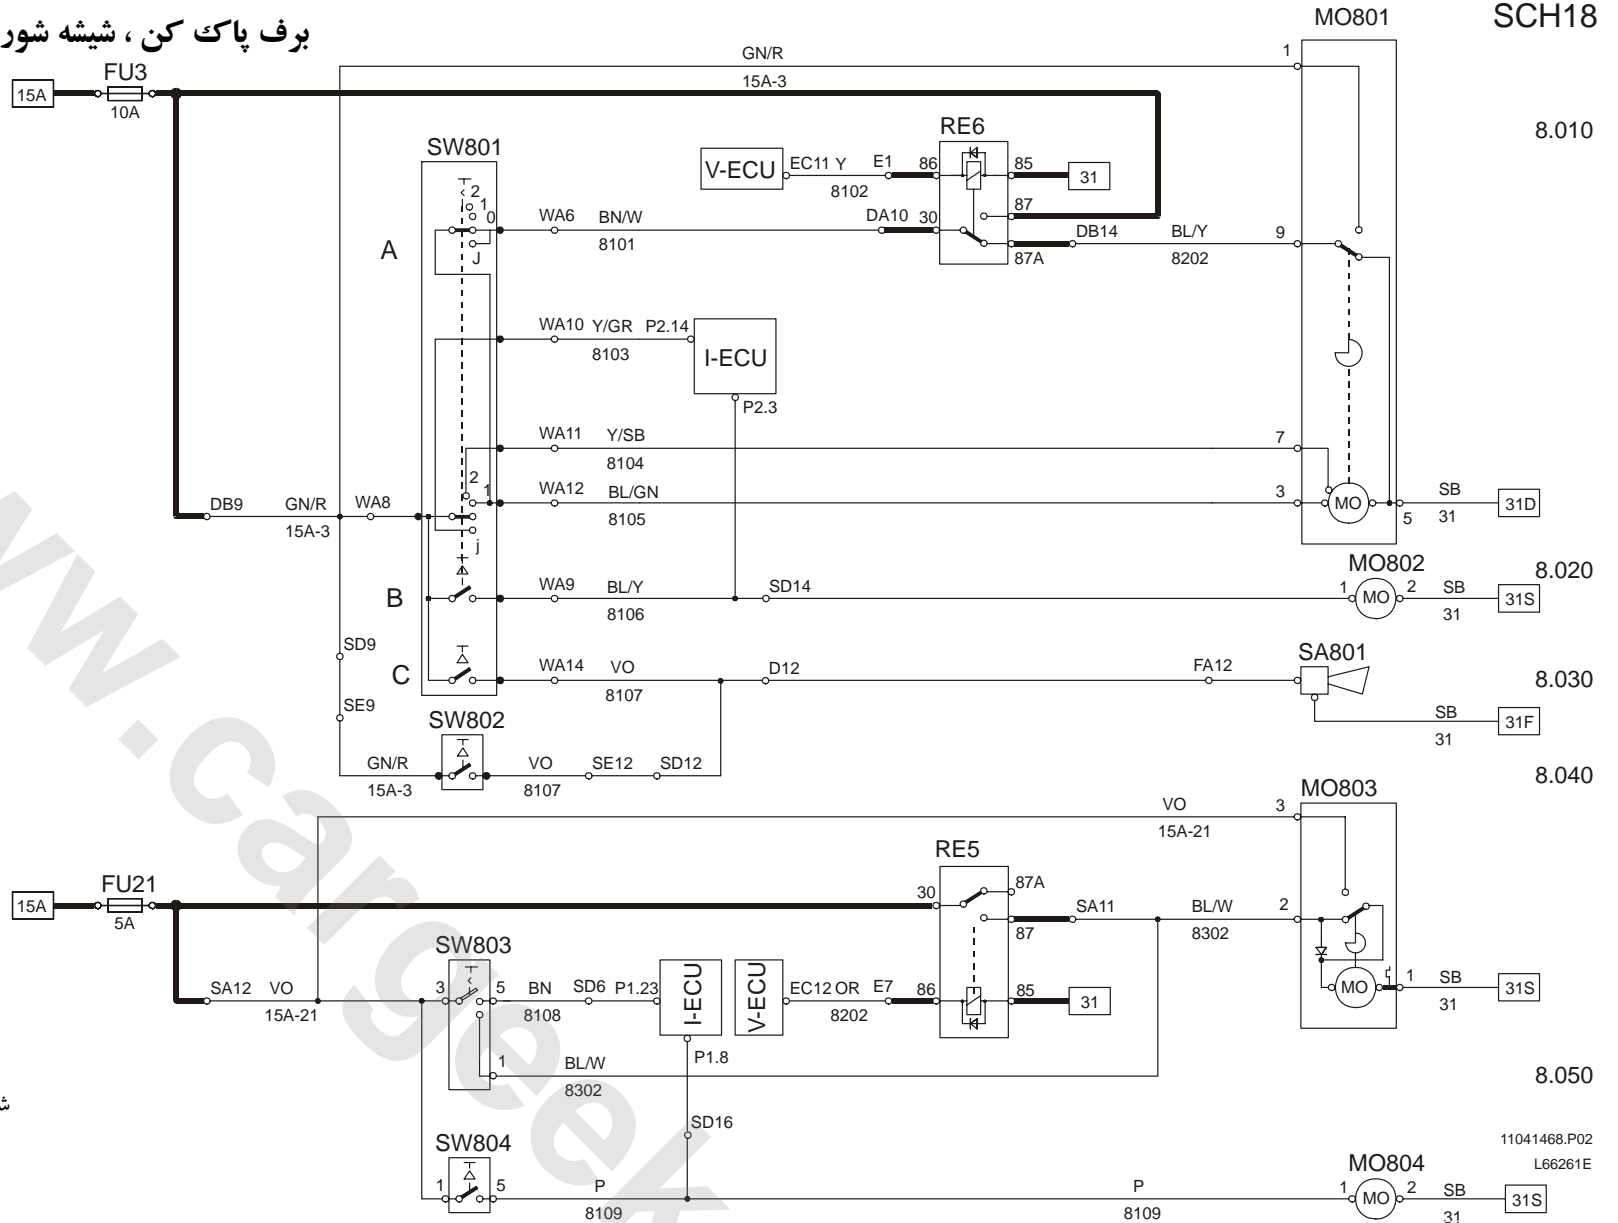 برف پاک کن ، شیشه شور
SCH18
MO801
GN/R
15A-3
1
15A
FU3
10A
8.010
SW801
RE6
V-ECU
EC11 Y
E1
8102
86
85
31
2
1
0
J
A
WA6
BN/W
8101
DA10
30
87
87A
DB14
BL/Y
8202
9
WA10
Y/GR
P2.14
8103
I-ECU
P2.3
WA11
Y/SB
8104
7
2
1
j
WA12
BL/GN
8105
3
MO
5
SB
31
31D
DB9
GN/R
15A-3
WA8
MO802
8.020
B
WA9
BL/Y
8106
SD14
1
MO
2
SB
31
31S
SD9
C
WA14
VO
8107
D12
FA12
SA801
8.030
SE9
SB
31
31F
SW802
GN/R
15A-3
VO
8107
SE12
SD12
8.040
MO803
VO
15A-21
3
RE5
15A
FU21
5A
30
87A
87
SA11
BL/W
8302
2
SW803
SA12
VO
15A-21
3
5
BN
8108
SD6
P1.23
I-ECU
V-ECU
EC12 OR
8202
E7
86
85
31
MO
1
SB
31
31S
P1.8
1
BL/W
8302
8.050
SD16
11041468.P02
L66261E
SW804
1
5
P
8109
P
8109
MO804
1
MO
2
SB
31
31S
ww.cargeek